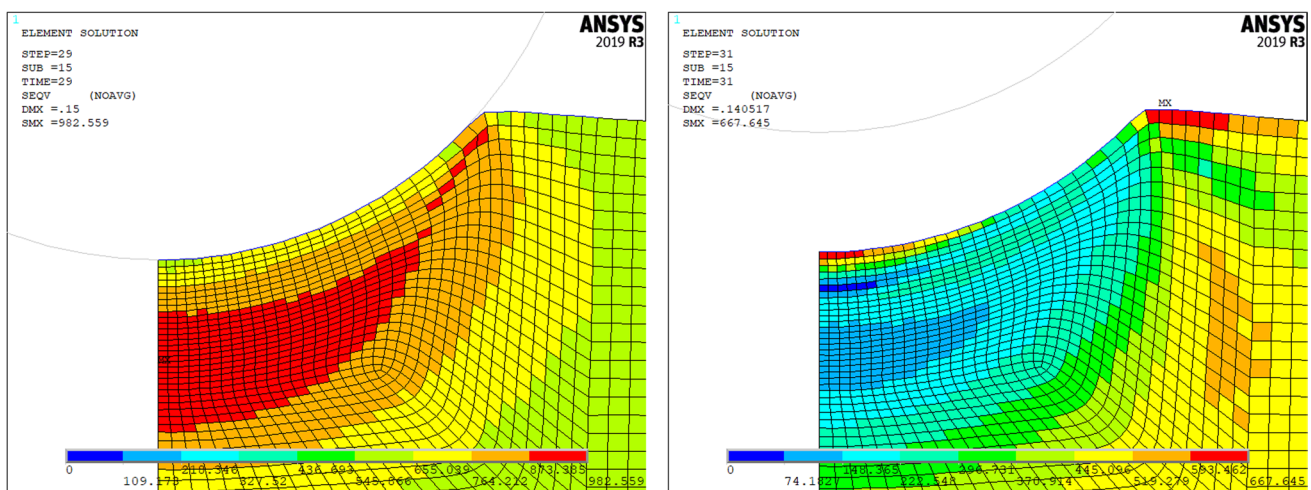 1
ELEMENT SOLUTION
STEP=29
SUB =15
TIME=29
SEQV (NOAVG)
DMX =.15
SMX =982.559
ANSYS
2019 R3
MX
0
109.173
218.346
327.52
436.693
545.866
655.039
764.212
873.385
982.559
1
ELEMENT SOLUTION
STEP=31
SUB =15
TIME=31
SEQV (NOAVG)
DMX =.140517
SMX =667.645
ANSYS
2019 R3
MX
0
74.1827
148.365
222.548
296.731
370.914
445.096
519.279
593.462
667.645